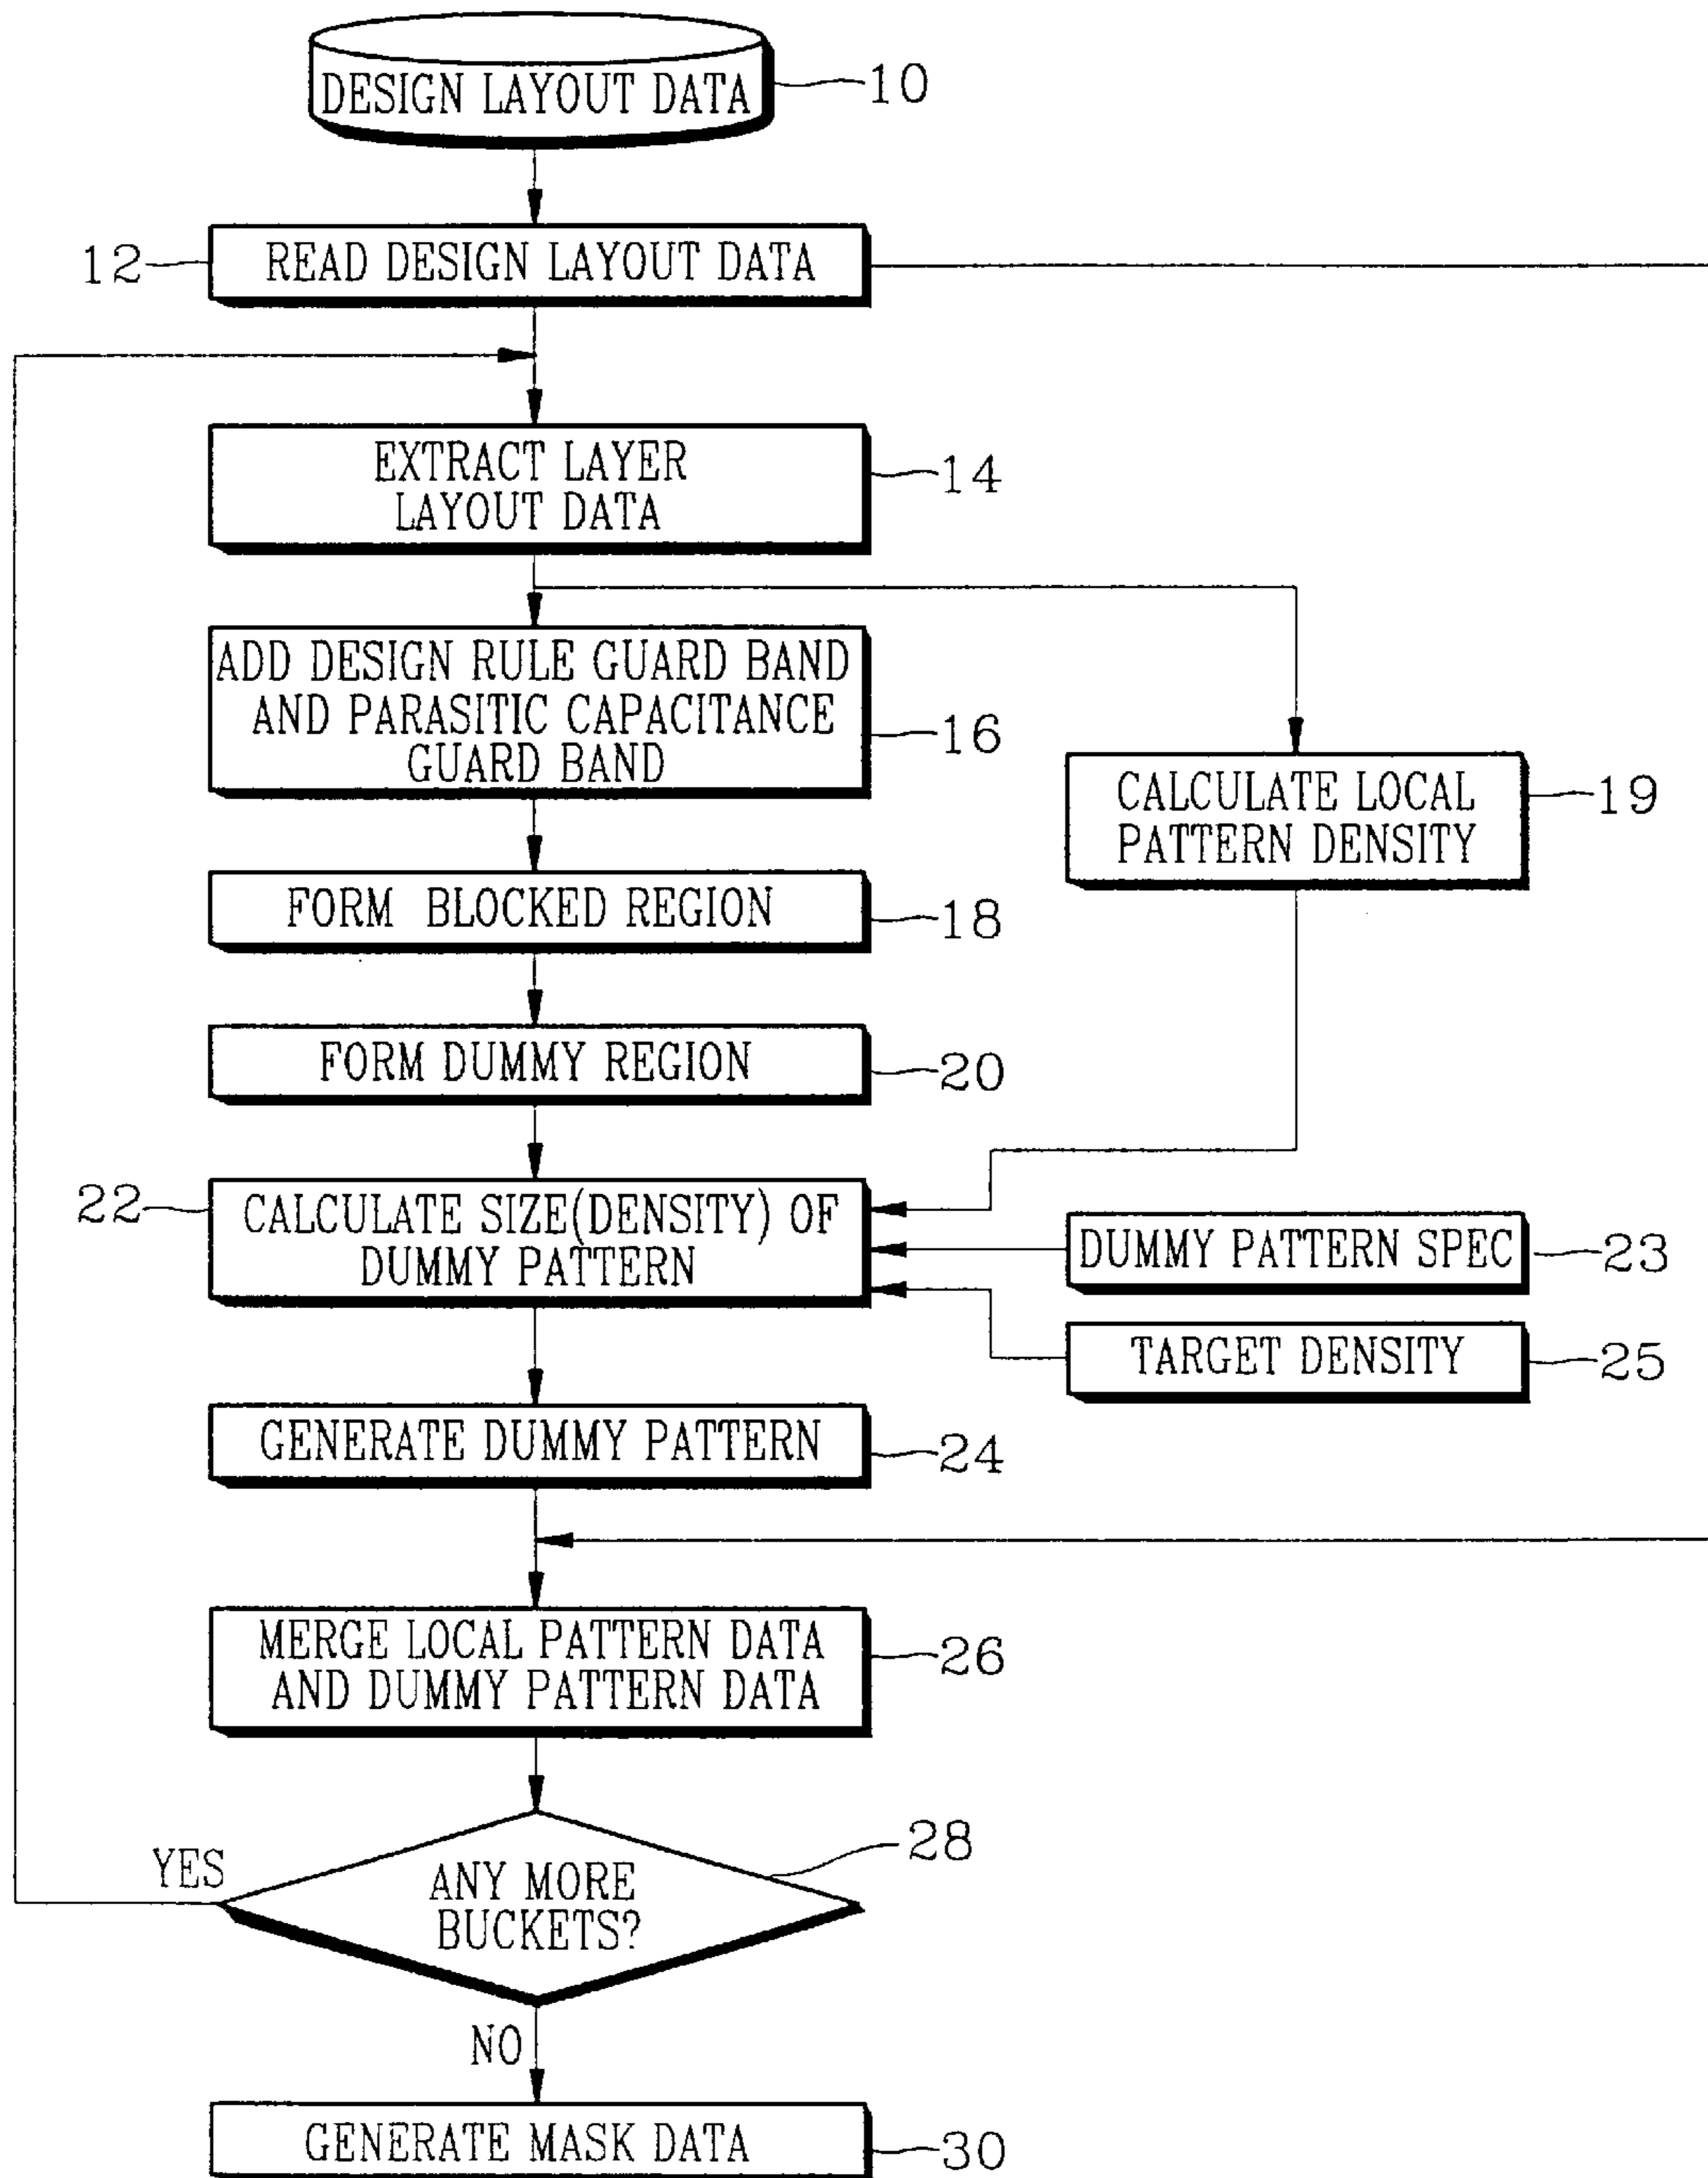 DESIGN LAYOUT DATA
10
12
READ DESIGN LAYOUT DATA
EXTRACT LAYER
LAYOUT DATA
14
ADD DESIGN RULE GUARD BAND
AND PARASITIC CAPACITANCE
GUARD BAND
16
CALCULATE LOCAL
PATTERN DENSITY
19
FORM BLOCKED REGION
18
FORM DUMMY REGION
20
22
CALCULATE SIZE(DENSITY) OF
DUMMY PATTERN
DUMMY PATTERN SPEC
23
TARGET DENSITY
25
GENERATE DUMMY PATTERN
24
MERGE LOCAL PATTERN DATA
AND DUMMY PATTERN DATA
26
YES
ANY MORE
BUCKETS?
28
NO
GENERATE MASK DATA
30